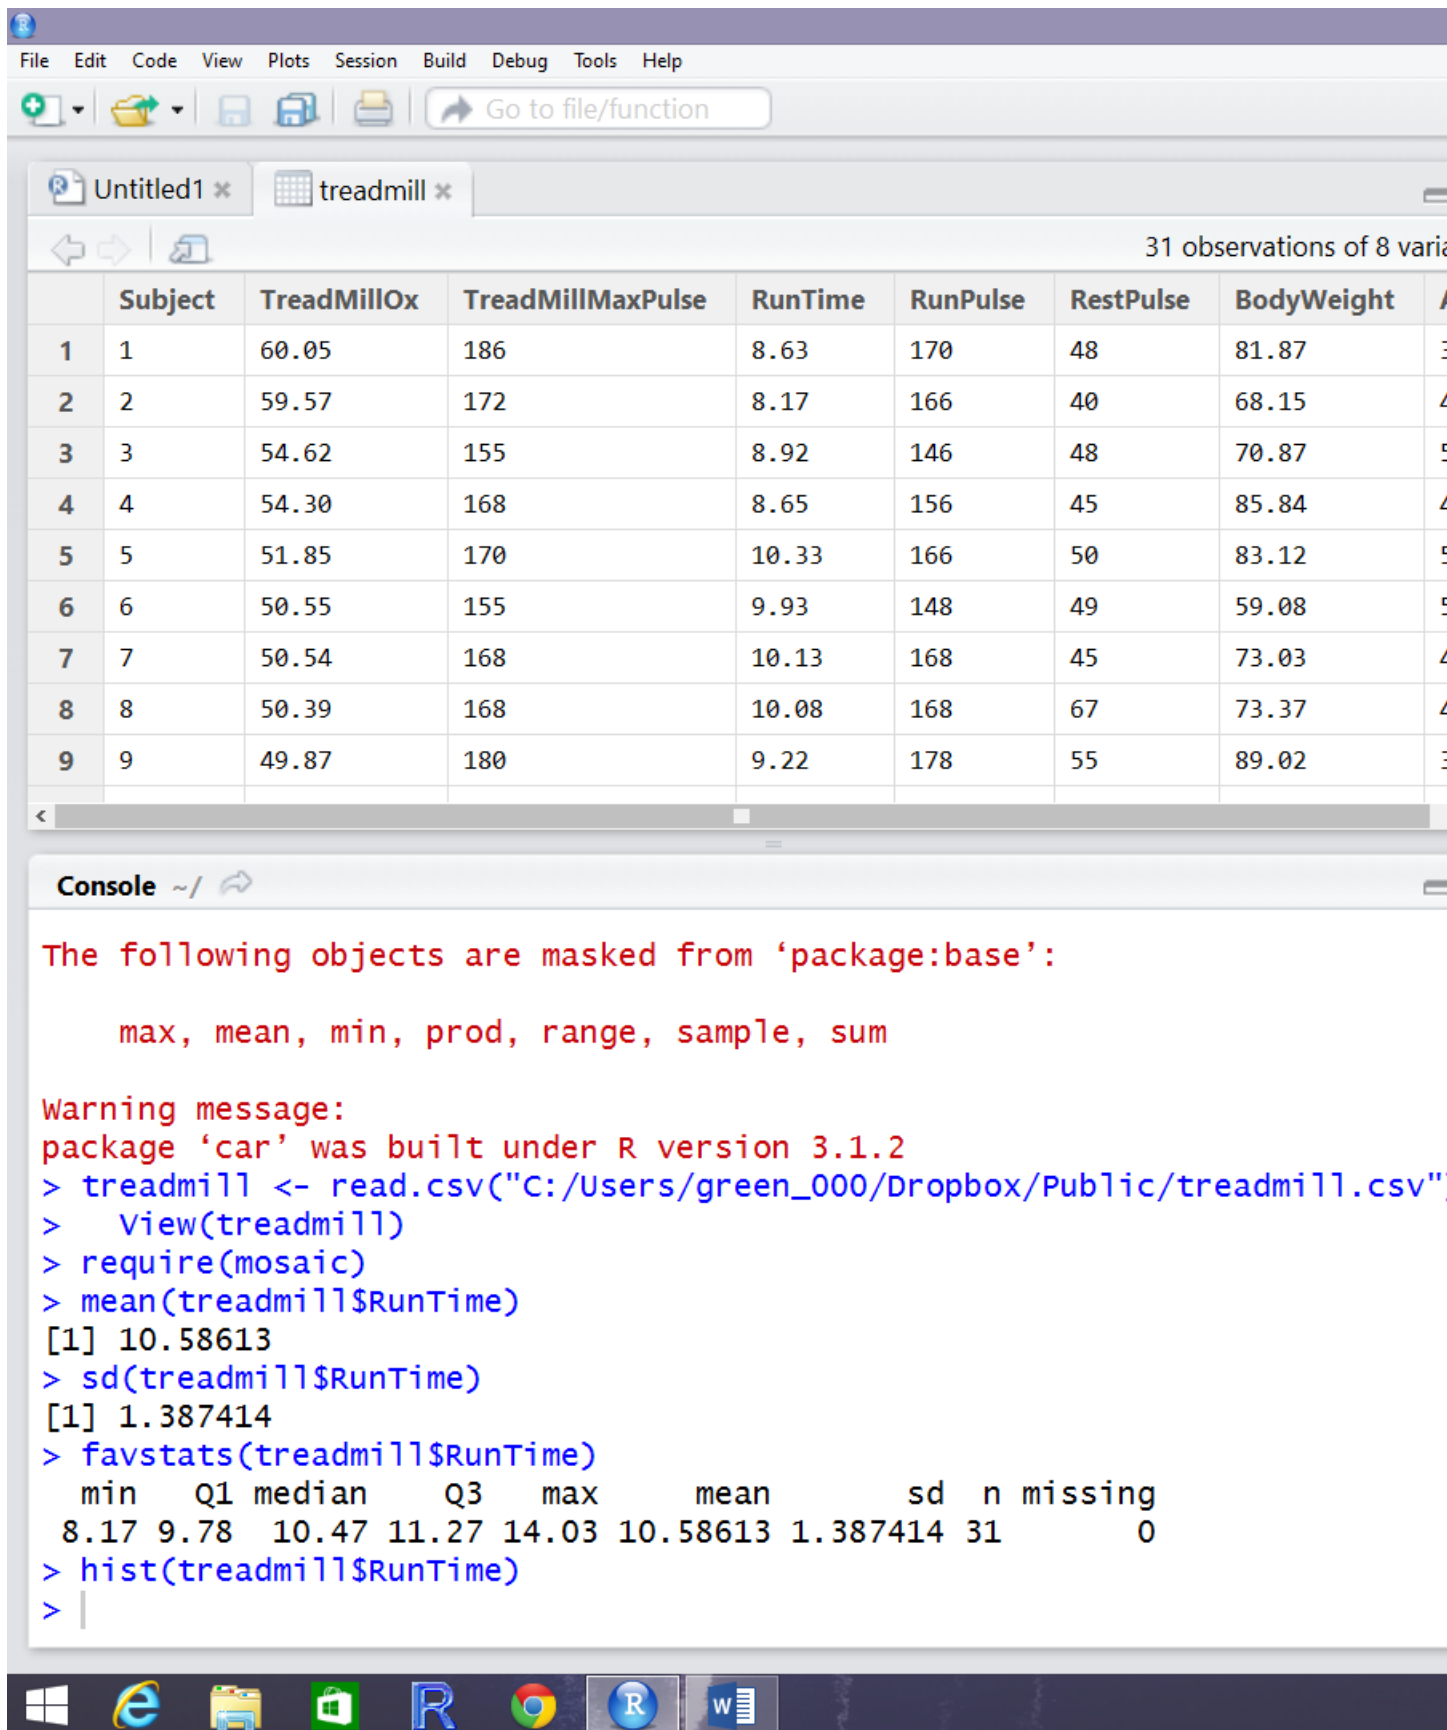 File Edit Code View Plots Session Build Debug Tools Help
Go to file/function
Untitled1 treadmill
31 observations of 8 varia
Subject TreadMillOx TreadMillMaxPulse RunTime RunPulse RestPulse BodyWeight
1 1 60.05 186 8.63 170 48 81.87
2 2 59.57 172 8.17 166 40 68.15
3 3 54.62 155 8.92 146 48 70.87
4 4 54.30 168 8.65 156 45 85.84
5 5 51.85 170 10.33 166 50 83.12
6 6 50.55 155 9.93 148 49 59.08
7 7 50.54 168 10.13 168 45 73.03
8 8 50.39 168 10.08 168 67 73.37
9 9 49.87 180 9.22 178 55 89.02
Console ~/
The following objects are masked from ‘package:base’:
max, mean, min, prod, range, sample, sum
Warning message:
package ‘car’ was built under R version 3.1.2
> treadmill <- read.csv("C:/Users/green_000/Dropbox/Public/treadmill.csv")
> View(treadmill)
> require(mosaic)
> mean(treadmill$RunTime)
[1] 10.58613
> sd(treadmill$RunTime)
[1] 1.387414
> favstats(treadmill$RunTime)
min Q1 median Q3 max mean sd n missing
8.17 9.78 10.47 11.27 14.03 10.58613 1.387414 31 0
> hist(treadmill$RunTime)
>